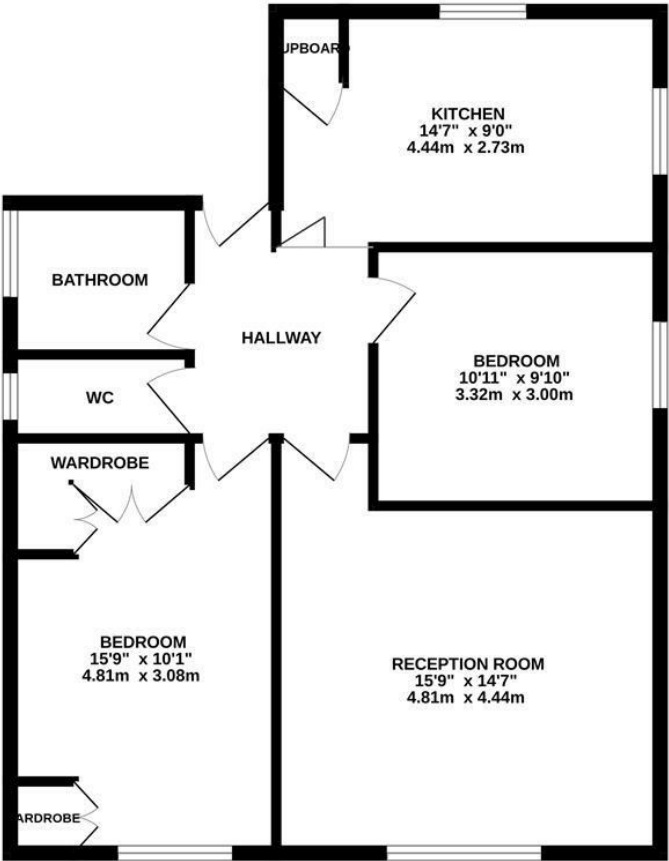 UPBOARD
KITCHEN
14'7" x 9'0"
4.44m x 2.73m
BATHROOM
HALLWAY
BEDROOM
10'11" x 9'10"
3.32m x 3.00m
WC
WARDROBE
BEDROOM
15'9" x 10'1"
4.81m x 3.08m
RECEPTION ROOM
15'9" x 14'7"
4.81m x 4.44m
ARDROBE